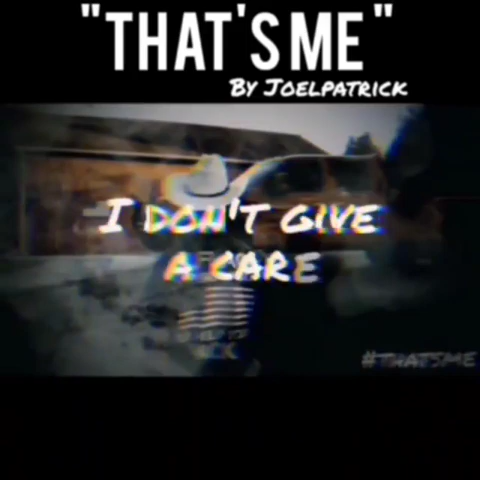 "THAT'S ME"
BY JOELPATRICK
I DON'T GIVE
A CARE
#THATSME